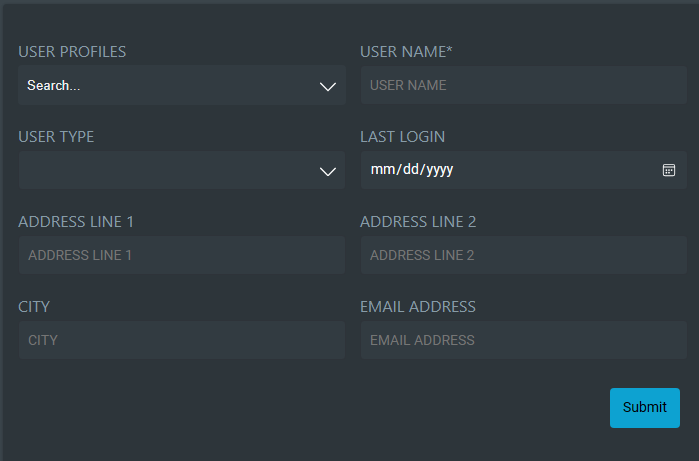 USER PROFILES
USER NAME*
Search...
USER NAME
USER TYPE
LAST LOGIN
mm/dd/yyyy
ADDRESS LINE 1
ADDRESS LINE 2
ADDRESS LINE 1
ADDRESS LINE 2
CITY
EMAIL ADDRESS
CITY
EMAIL ADDRESS
Submit